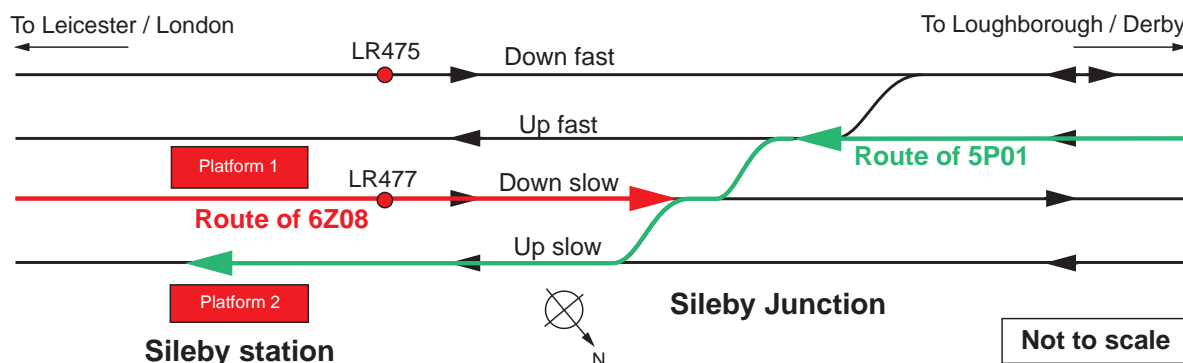 To Leicester / London
To Loughborough / Derby
LR475
Down fast
Up fast
Platform 1
Route of 5P01
LR477
Down slow
Route of 6Z08
Up slow
Platform 2
Sileby Junction
Sileby station
N
Not to scale